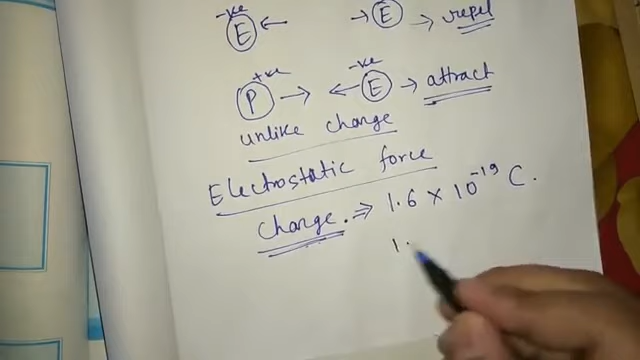 -ve
E ← → E → repel
+ve -ve
P → ← E → attract
unlike charge
Electrostatic force
charge. ⇒ 1.6 × 10⁻¹⁹ C.
1.